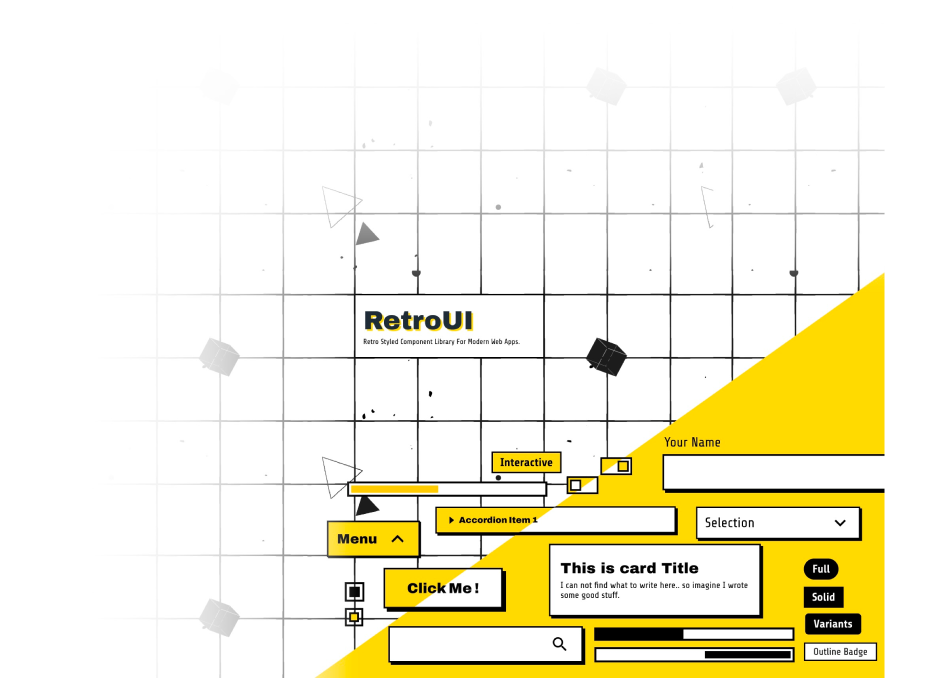 RetroUI
Retro Styled Component Library For Modern Web Apps.
Your Name
Interactive
Accordion Item 1
Selection
Menu
This is card Title
I can not find what to write here.. so imagine I wrote
some good stuff.
Full
Click Me !
Solid
Variants
Outline Badge